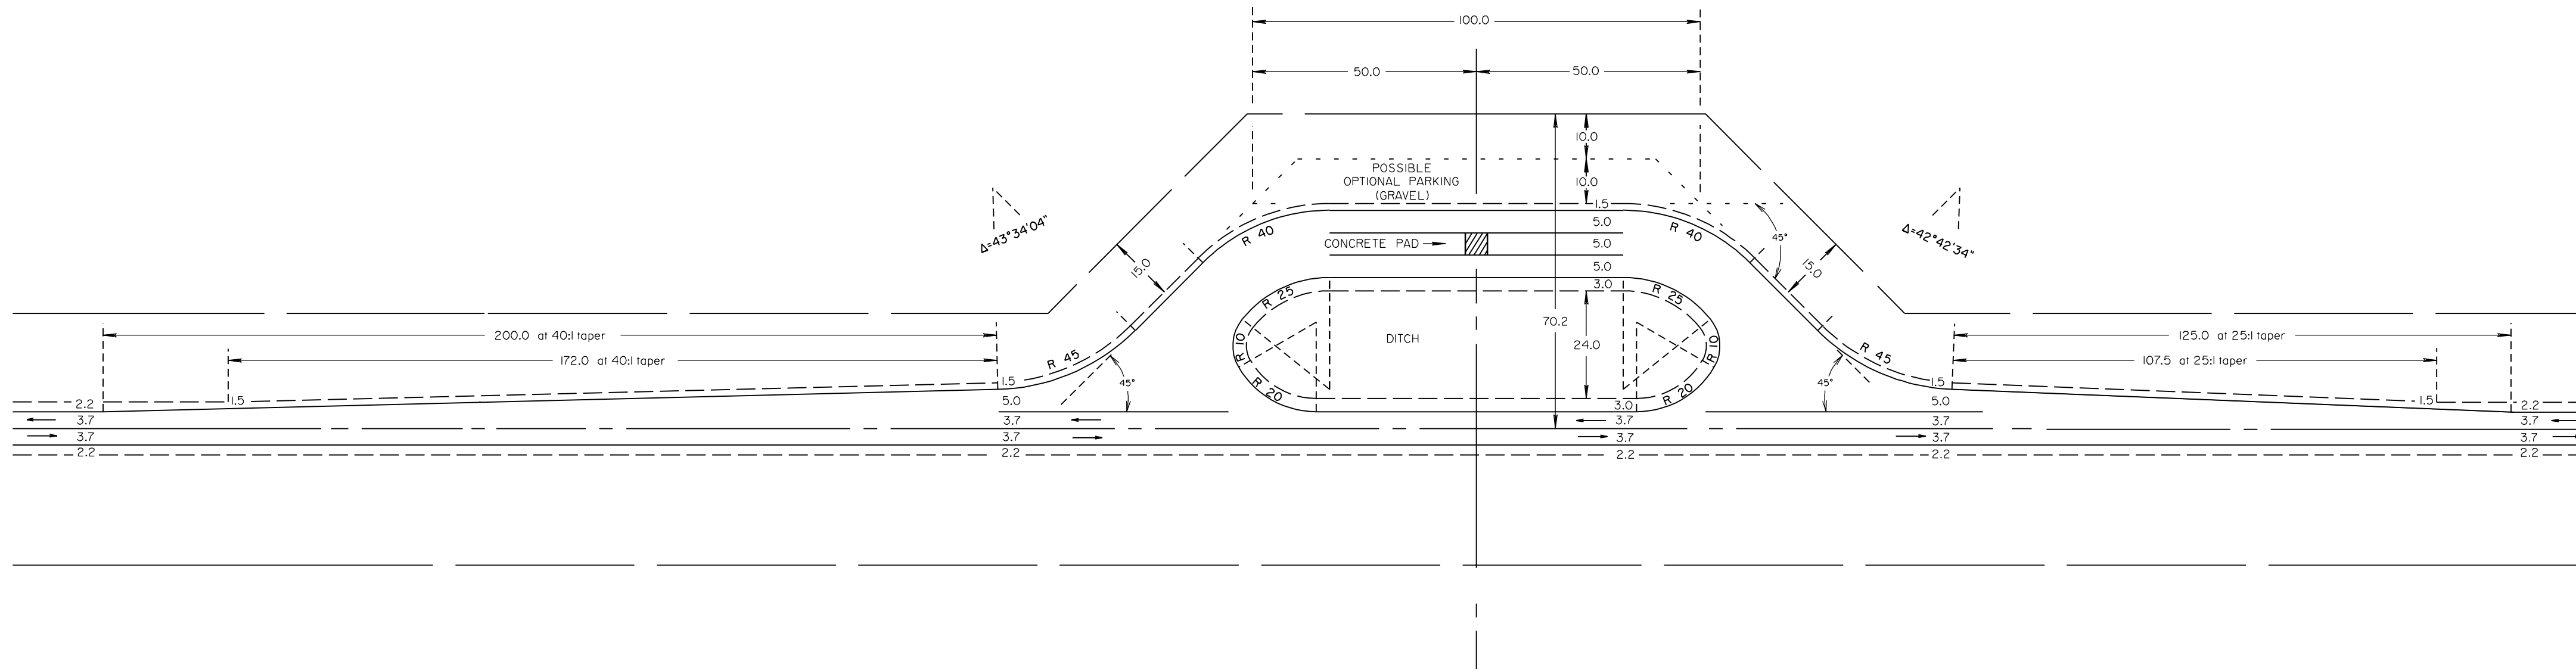 100.0
50.0
50.0
10.0
POSSIBLE
OPTIONAL PARKING
(GRAVEL)
10.0
1.5
5.0
R 40
R 40
Δ=43°34'04"
Δ=42°42'34"
CONCRETE PAD
5.0
45°
15.0
15.0
5.0
3.0
R 25
R 25
70.2
200.0 at 40:1 taper
125.0 at 25:1 taper
DITCH
24.0
R 10
R 10
172.0 at 40:1 taper
107.5 at 25:1 taper
R 45
R 45
1.5
45°
45°
1.5
R 20
R 20
2.2
1.5
5.0
3.0
5.0
1.5
2.2
3.7
3.7
3.7
3.7
3.7
3.7
3.7
3.7
3.7
3.7
2.2
2.2
2.2
2.2
2.2